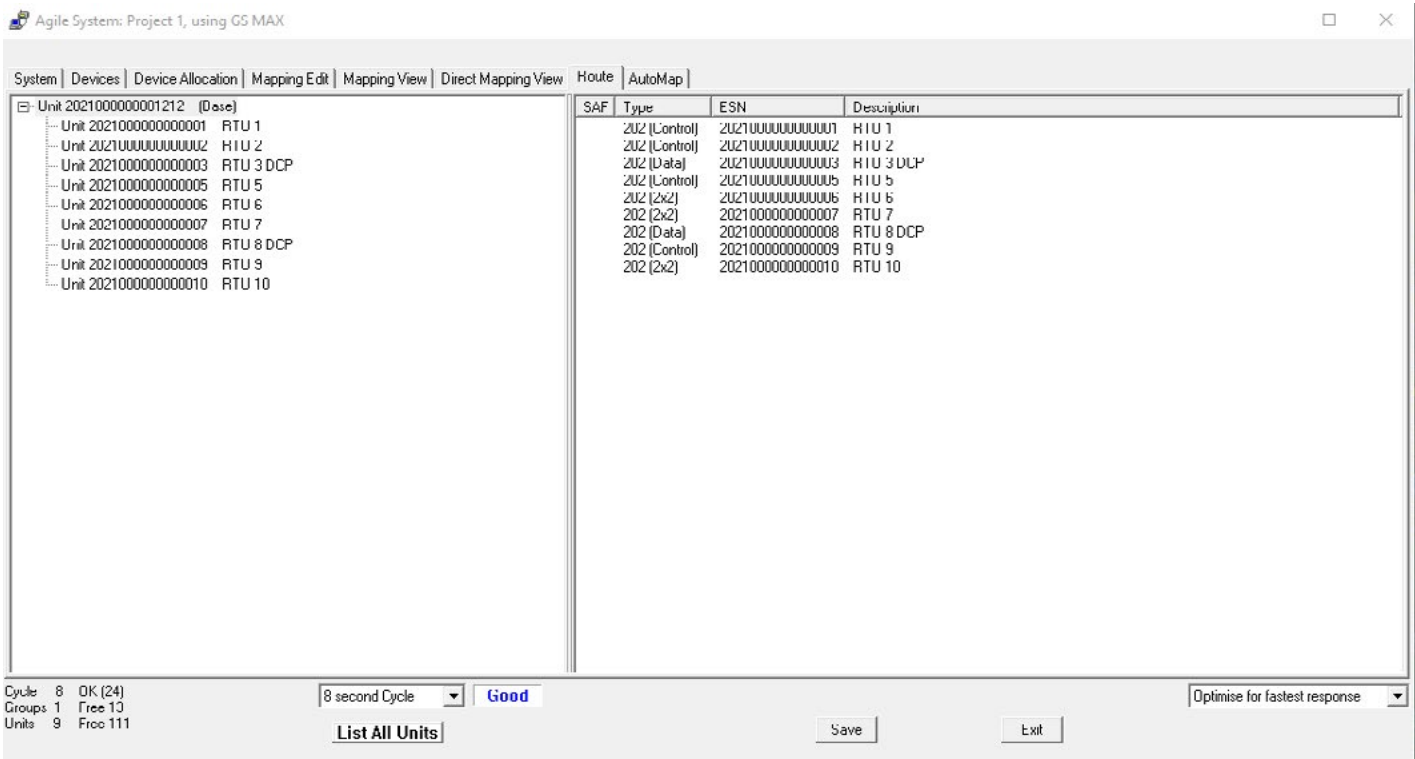 Agile System: Project 1, using GS MAX
System Devices Device Allocation Mapping Edit Mapping View Direct Mapping View Route AutoMap
Unit 2021000000001212 (Base)
Unit 2021000000000001 RTU 1
Unit 2021000000000002 RTU 2
Unit 2021000000000003 RTU 3 DCP
Unit 2021000000000005 RTU 5
Unit 2021000000000006 RTU 6
Unit 2021000000000007 RTU 7
Unit 2021000000000008 RTU 8 DCP
Unit 2021000000000009 RTU 9
Unit 2021000000000010 RTU 10
SAF Type ESN Description
202 (Control) 2021000000000001 RTU 1
202 (Control) 2021000000000002 RTU 2
202 (Data) 2021000000000003 RTU 3 DCP
202 (Control) 2021000000000005 RTU 5
202 (2x2) 2021000000000006 RTU 6
202 (2x2) 2021000000000007 RTU 7
202 (Data) 2021000000000008 RTU 8 DCP
202 (Control) 2021000000000009 RTU 9
202 (2x2) 2021000000000010 RTU 10
Cycle 8 OK (24)
Groups 1 Free 13
Units 9 Free 111
8 second Cycle Good
Optimise for fastest response
List All Units
Save
Exit